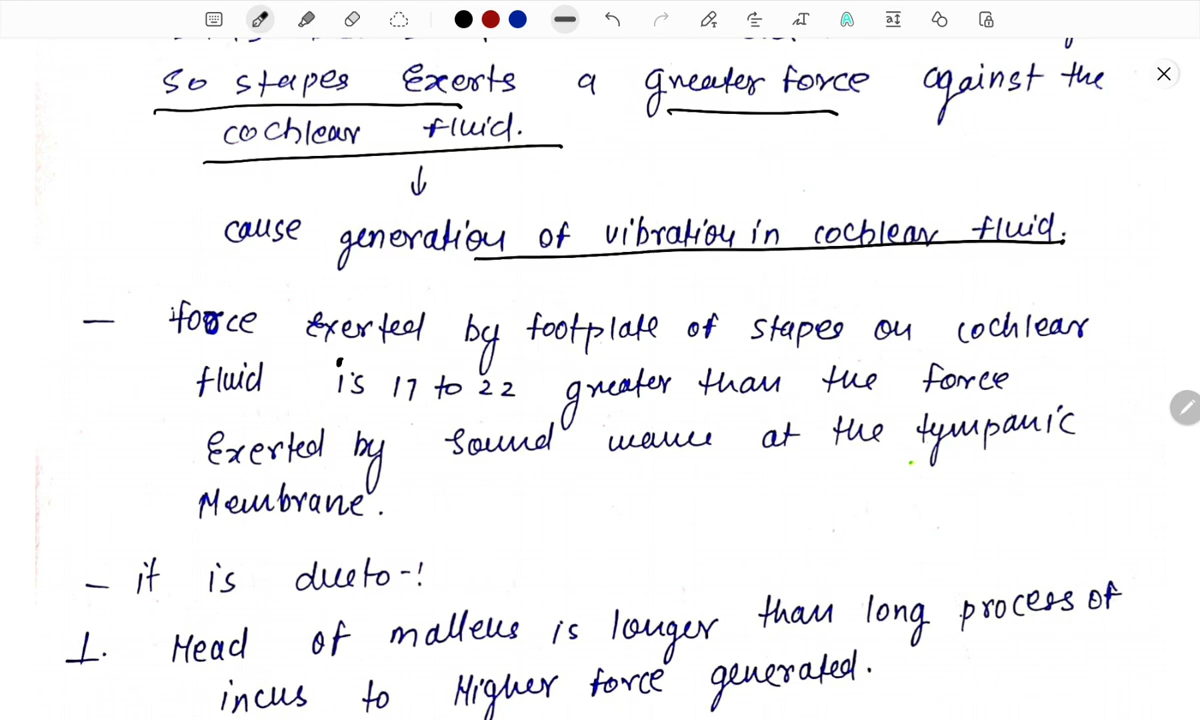 so stapes Exerts a greater force against the
cochlear fluid.
↓
cause generation of vibration in cochlear fluid.
— force exerted by footplate of stapes on cochlear
fluid is 17 to 22 greater than the force
Exerted by sound wave at the tympanic
Membrane.
- it is dueto -!
1. Head of malleus is longer than long process of
incus to Higher force generated.